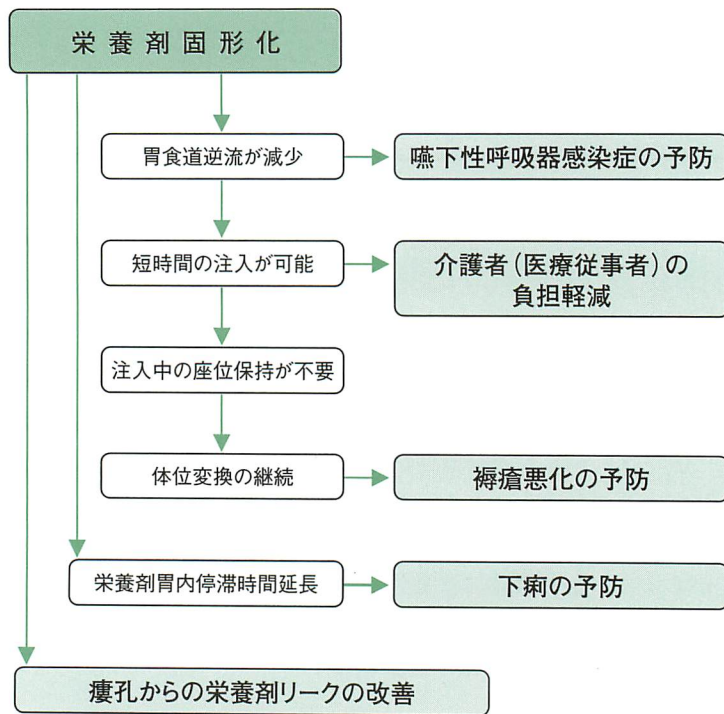 栄養剤固形化
胃食道逆流が減少
嚥下性呼吸器感染症の予防
短時間の注入が可能
介護者(医療従事者)の
負担軽減
注入中の座位保持が不要
体位変換の継続
褥瘡悪化の予防
栄養剤胃内停滞時間延長
下痢の予防
瘻孔からの栄養剤リークの改善